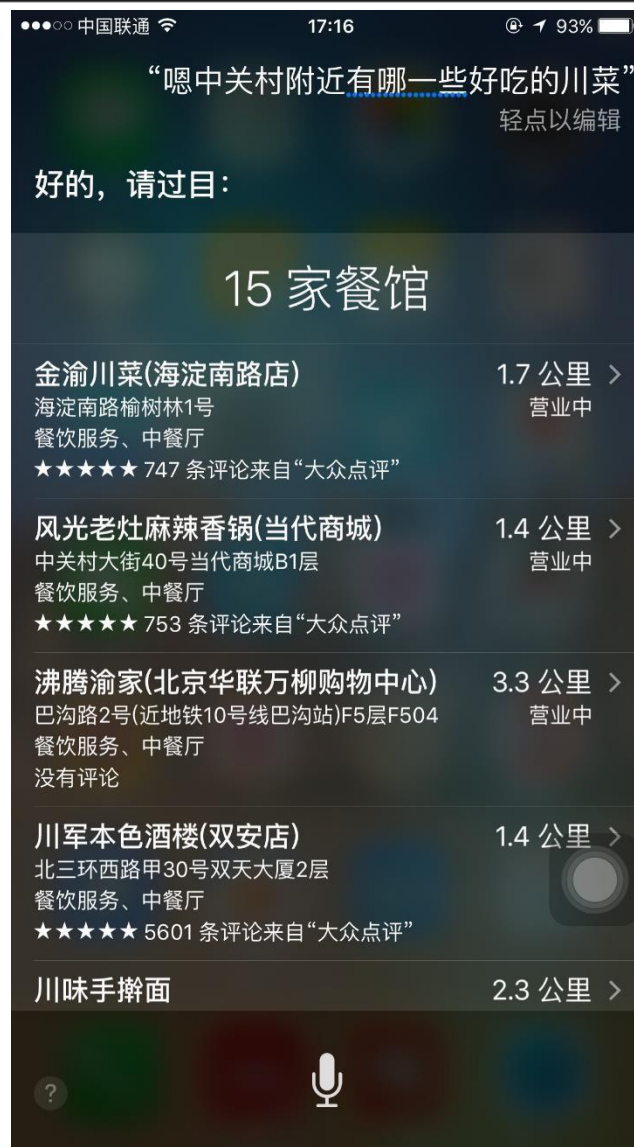 中国联通 17:16 93%
“嗯中关村附近有哪一些好吃的川菜”
轻点以编辑
好的，请过目：
15 家餐馆
金渝川菜(海淀南路店) 1.7 公里
海淀南路榆树林1号 营业中
餐饮服务、中餐厅
★★★★★ 747 条评论来自“大众点评”
风光老灶麻辣香锅(当代商城) 1.4 公里
中关村大街40号当代商城B1层 营业中
餐饮服务、中餐厅
★★★★★ 753 条评论来自“大众点评”
沸腾渝家(北京华联万柳购物中心) 3.3 公里
巴沟路2号(近地铁10号线巴沟站)F5层F504 营业中
餐饮服务、中餐厅
没有评论
川军本色酒楼(双安店) 1.4 公里
北三环西路甲30号双天大厦2层
餐饮服务、中餐厅
★★★★★ 5601 条评论来自“大众点评”
川味手擀面 2.3 公里
?